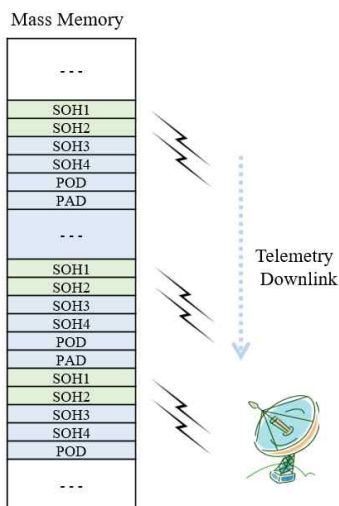 Mass Memory
---
SOH1
SOH2
SOH3
SOH4
POD
PAD
---
SOH1
SOH2
SOH3
SOH4
POD
PAD
SOH1
SOH2
SOH3
SOH4
POD
---
Telemetry
Downlink